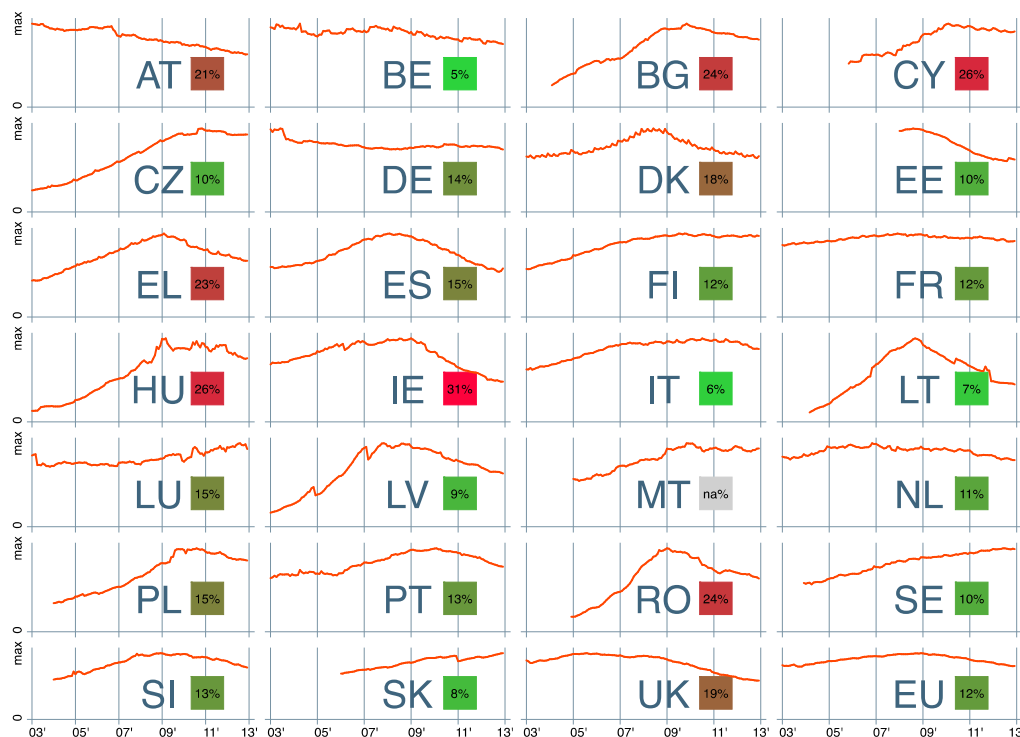 max
AT 21% BE 5% BG 24% CY 26%
0
max
CZ 10% DE 14% DK 18% EE 10%
0
max
EL 23% ES 15% FI 12% FR 12%
0
max
HU 26% IE 31% IT 6% LT 7%
0
max
LU 15% LV 9% MT na% NL 11%
0
max
PL 15% PT 13% RO 24% SE 10%
0
max
SI 13% SK 8% UK 19% EU 12%
0
03' 05' 07' 09' 11' 13' 03' 05' 07' 09' 11' 13' 03' 05' 07' 09' 11' 13' 03' 05' 07' 09' 11' 13'